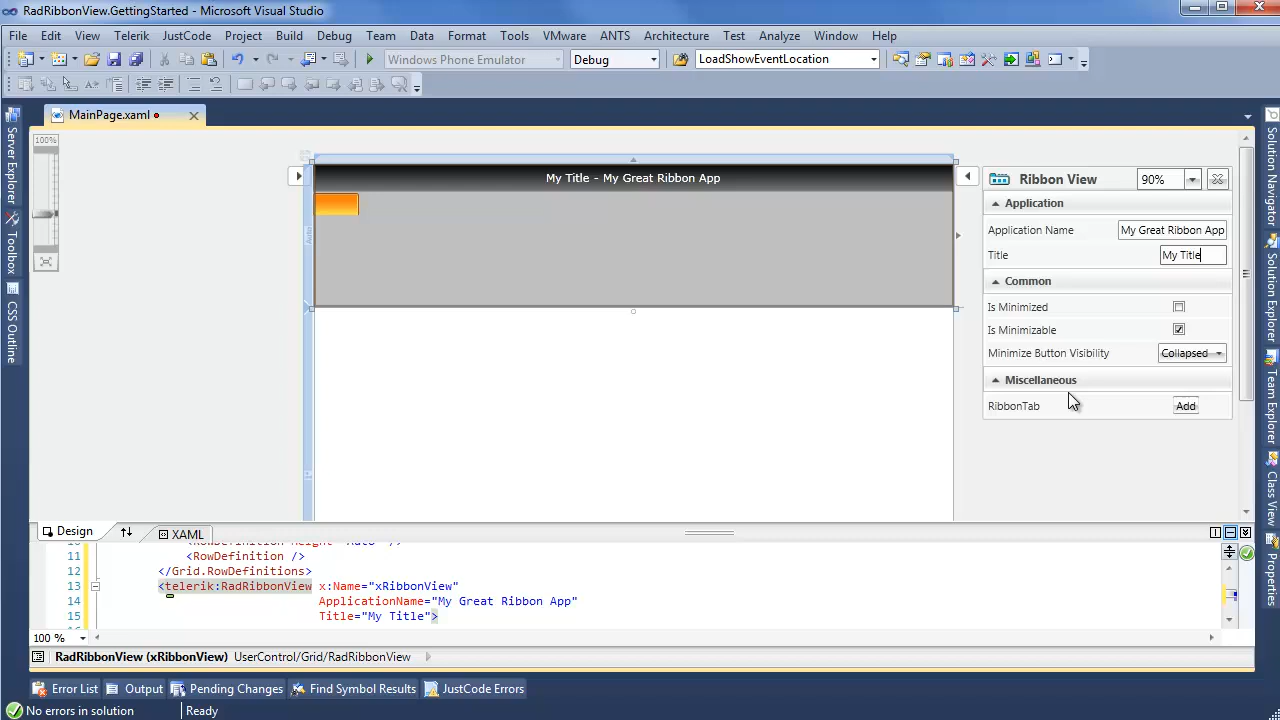 RadRibbonView.GettingStarted - Microsoft Visual Studio
File Edit View Telerik JustCode Project Build Debug Team Data Format Tools VMware ANTS Architecture Test Analyze Window Help
Windows Phone Emulator Debug LoadShowEventLocation
MainPage.xaml
Server Explorer
Toolbox
CSS Outline
100%
My Title - My Great Ribbon App
Auto
Ribbon View 90%
Application
Application Name My Great Ribbon App
Title My Title
Common
Is Minimized
Is Minimizable
Minimize Button Visibility Collapsed
Miscellaneous
RibbonTab Add
Solution Navigator
Solution Explorer
Team Explorer
Class View
Properties
Design XAML
11 <RowDefinition />
12 </Grid.RowDefinitions>
13 <telerik:RadRibbonView x:Name="xRibbonView"
14 ApplicationName="My Great Ribbon App"
15 Title="My Title">
100 %
RadRibbonView (xRibbonView) UserControl/Grid/RadRibbonView
Error List Output Pending Changes Find Symbol Results JustCode Errors
No errors in solution Ready